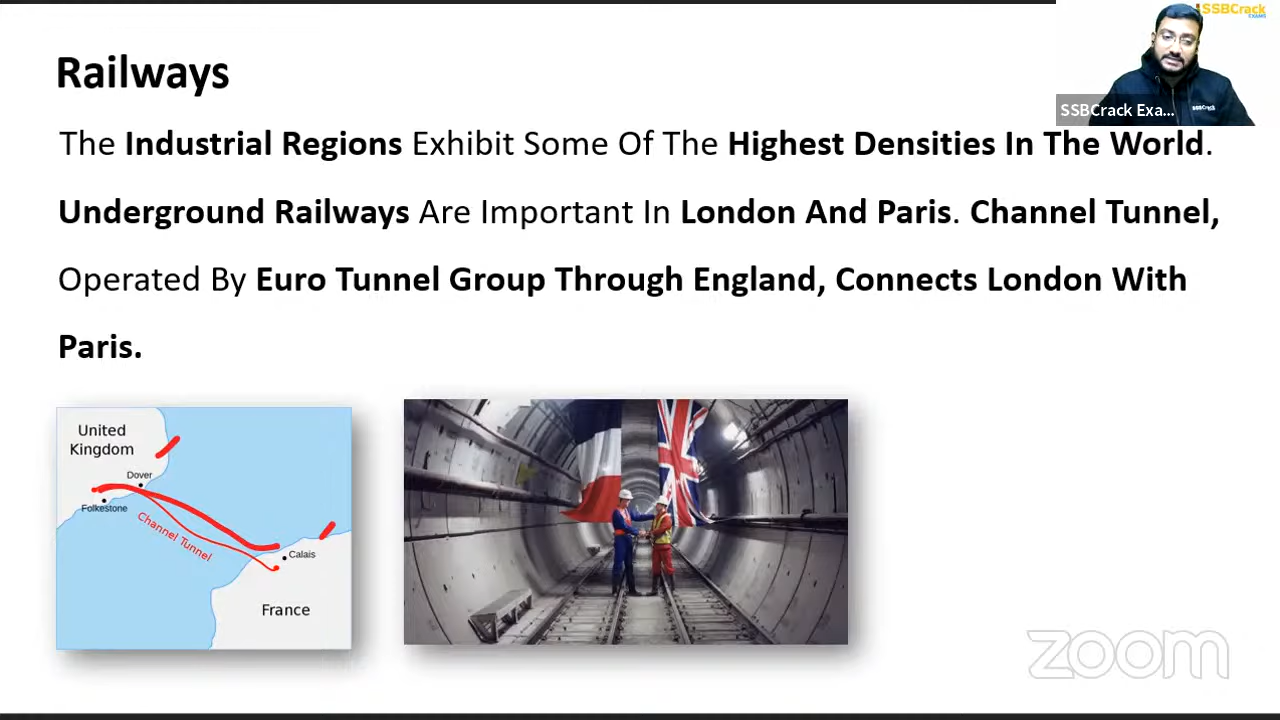 SSBCrack
EXAMS
SSBCrack
SSBCrack Exa...
Railways
The Industrial Regions Exhibit Some Of The Highest Densities In The World.
Underground Railways Are Important In London And Paris. Channel Tunnel,
Operated By Euro Tunnel Group Through England, Connects London With
Paris.
United
Kingdom
Dover
Folkestone
Channel Tunnel
Calais
France
zoom